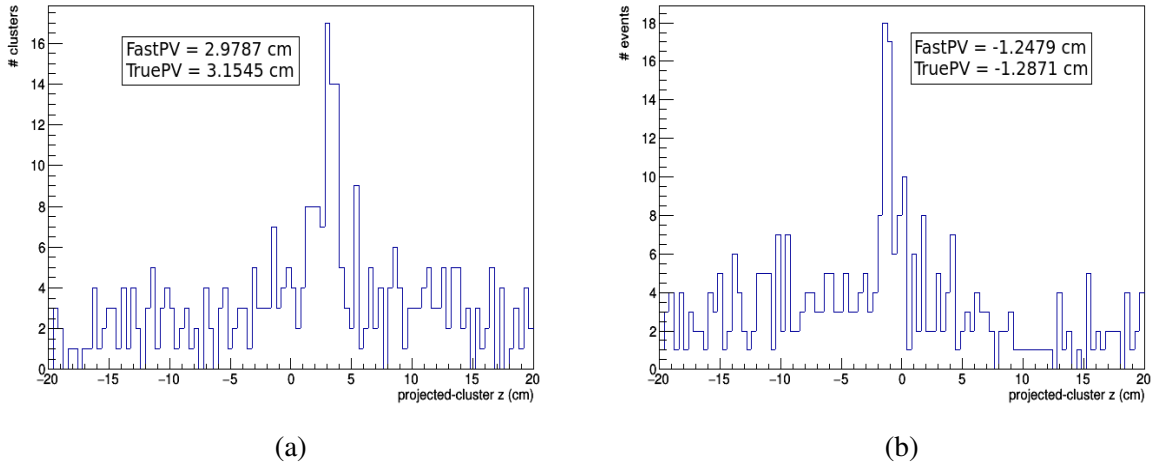 # clusters
FastPV = 2.9787 cm
TruePV = 3.1545 cm
16
14
12
10
8
6
4
2
0
−20 −15 −10 −5 0 5 10 15 20
projected-cluster z (cm)
(a)
# events
FastPV = -1.2479 cm
TruePV = -1.2871 cm
18
16
14
12
10
8
6
4
2
0
−20 −15 −10 −5 0 5 10 15 20
projected-cluster z (cm)
(b)